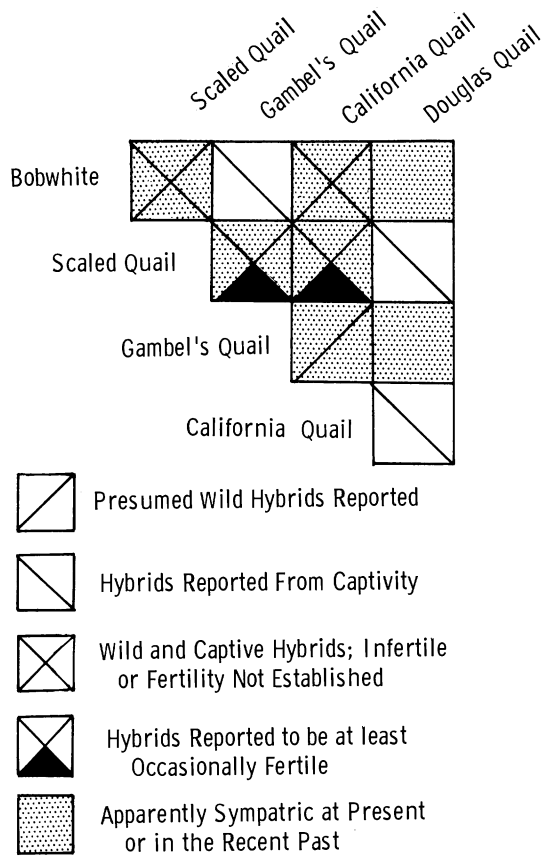 Scaled Quail
Gambel's Quail
California Quail
Douglas Quail
Bobwhite
Scaled Quail
Gambel's Quail
California Quail
Presumed Wild Hybrids Reported
Hybrids Reported From Captivity
Wild and Captive Hybrids; Infertile
or Fertility Not Established
Hybrids Reported to be at least
Occasionally Fertile
Apparently Sympatric at Present
or in the Recent Past